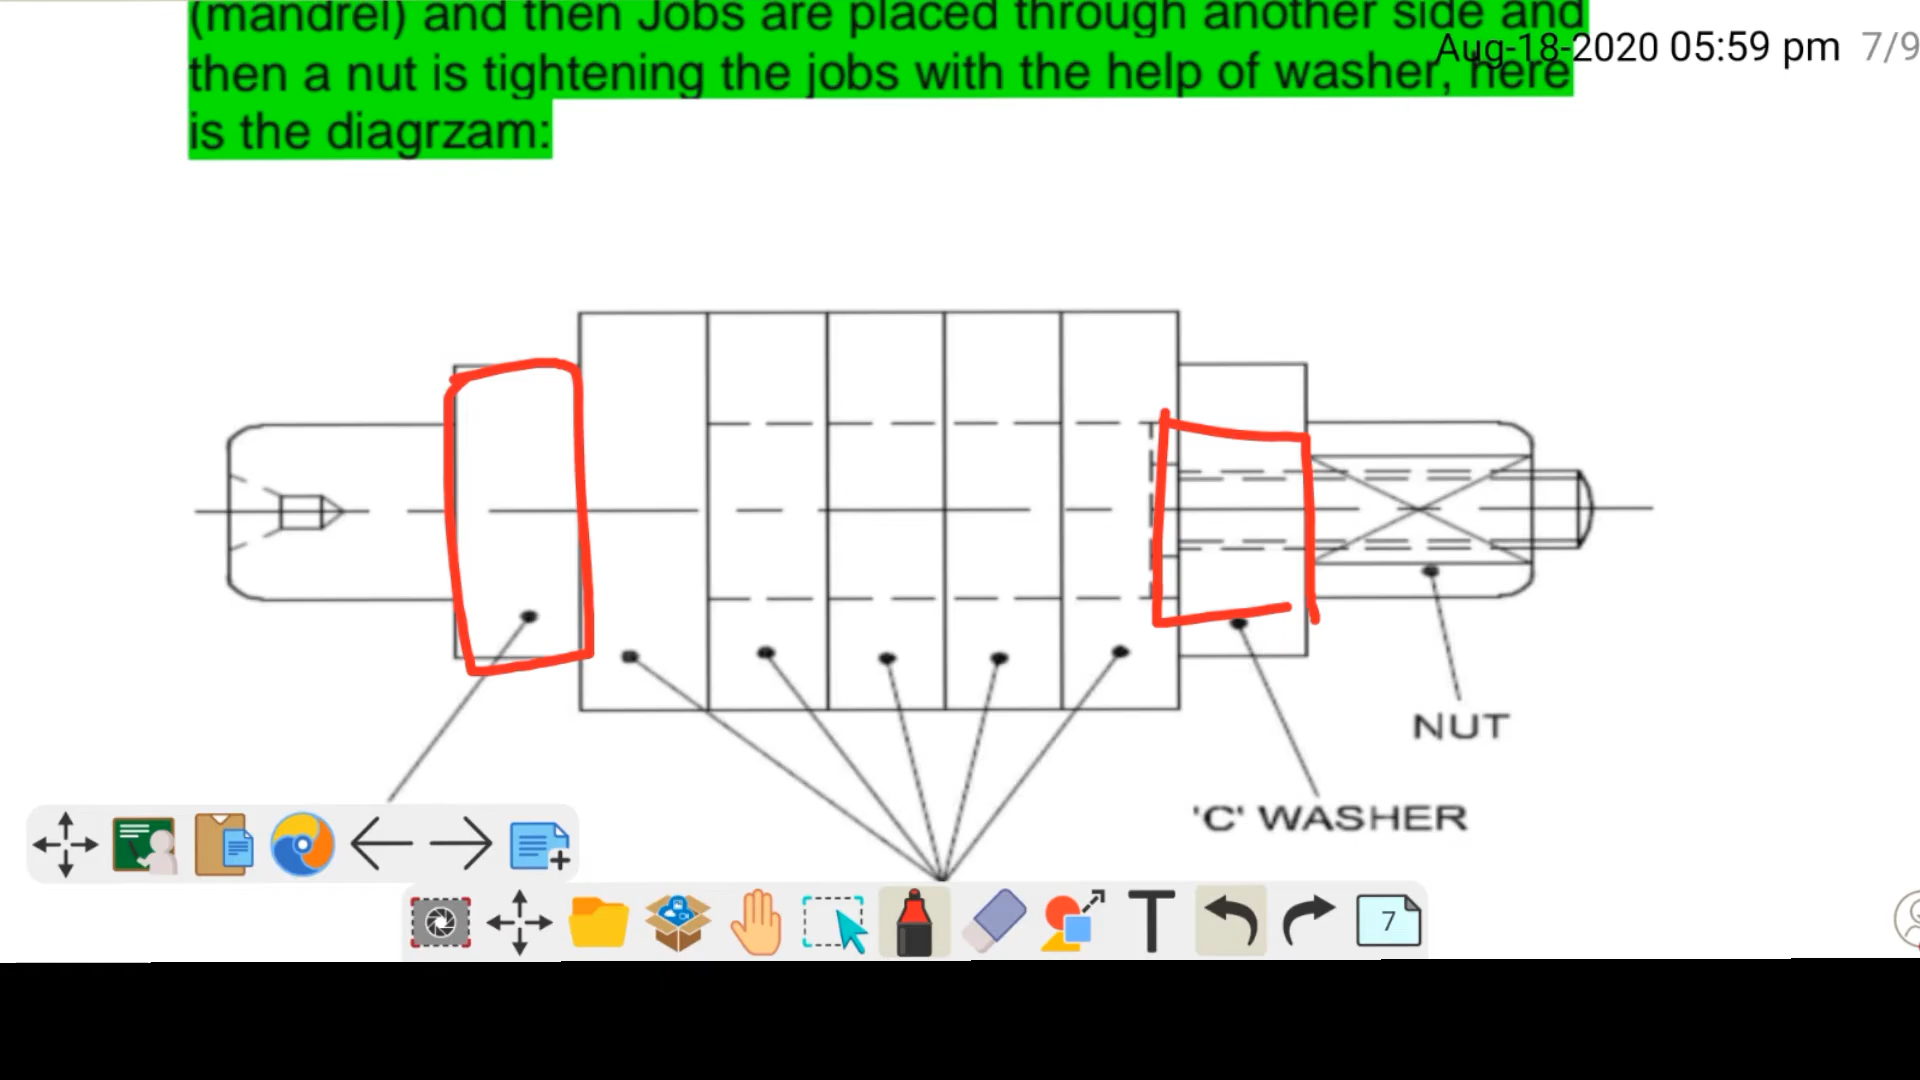 (mandrel) and then Jobs are placed through another side and
Aug-18-2020 05:59 pm 7/9
then a nut is tightening the jobs with the help of washer, here
is the diagrzam:
NUT
'C' WASHER
7